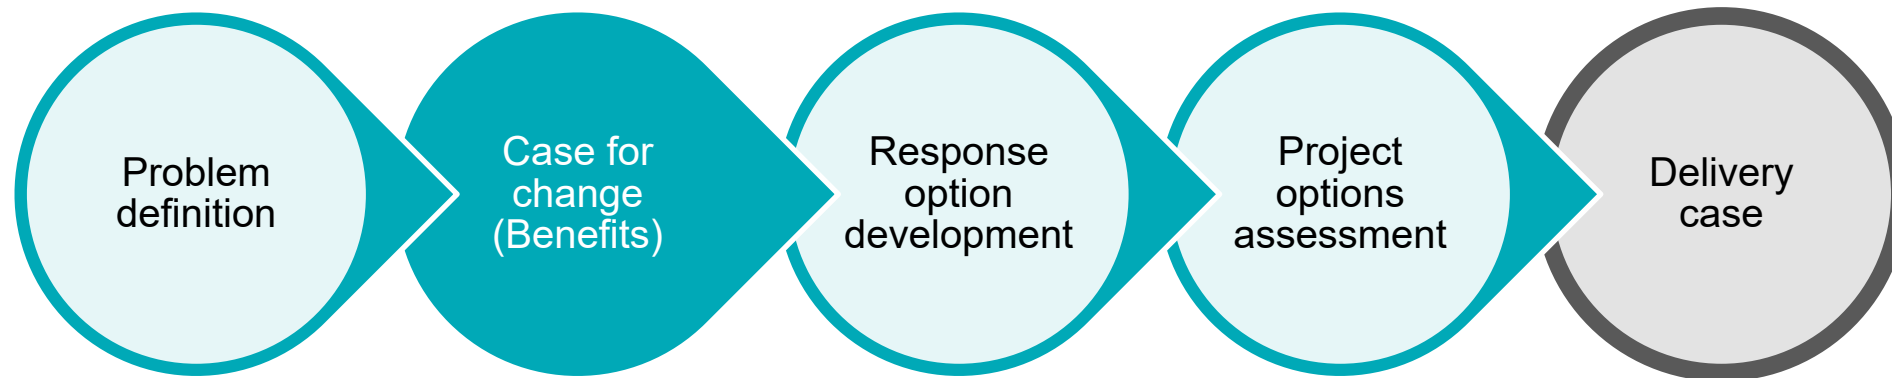 Problem
definition
Case for
change
(Benefits)
Response
option
development
Project
options
assessment
Delivery
case